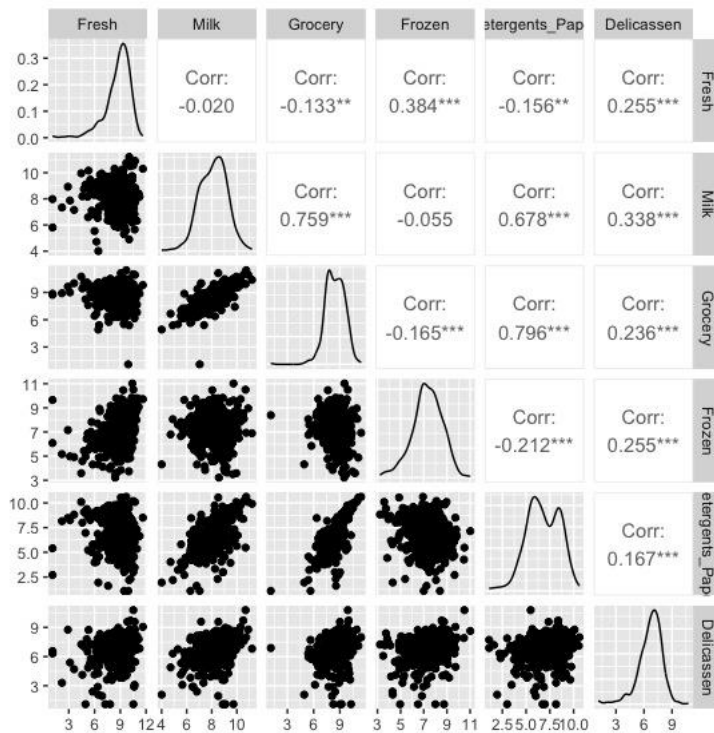 Fresh Milk Grocery Frozen etergents_Pap Delicassen
0.3
0.2
0.1
0.0
Corr:
-0.020
Corr:
-0.133**
Corr:
0.384***
Corr:
-0.156**
Corr:
0.255***
Fresh
10
8
6
4
Corr:
0.759***
Corr:
-0.055
Corr:
0.678***
Corr:
0.338***
Milk
9
6
3
Corr:
-0.165***
Corr:
0.796***
Corr:
0.236***
Grocery
11
9
7
5
3
Corr:
-0.212***
Corr:
0.255***
Frozen
10.0
7.5
5.0
2.5
Corr:
0.167***
etergents_Pap
9
6
3
Delicassen
3 6 9 12 4 6 8 10 3 6 9 3 5 7 9 11 2.5 5.0 7.5 10.0 3 6 9